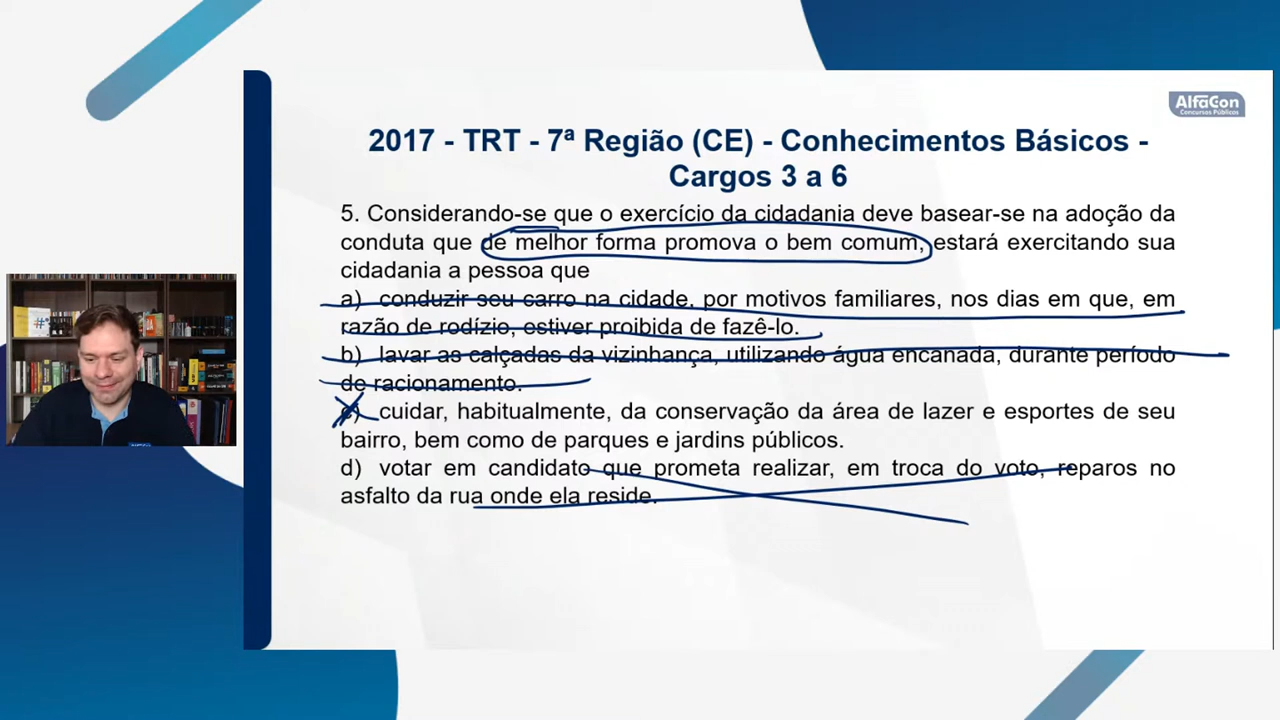 AlfaCon
Concursos Públicos
2017 - TRT - 7ª Região (CE) - Conhecimentos Básicos -
Cargos 3 a 6
5. Considerando-se que o exercício da cidadania deve basear-se na adoção da
conduta que de melhor forma promova o bem comum, estará exercitando sua
cidadania a pessoa que
a) conduzir seu carro na cidade, por motivos familiares, nos dias em que, em
razão de rodízio, estiver proibida de fazê-lo.
b) lavar as calçadas da vizinhança, utilizando água encanada, durante período
de racionamento.
c) cuidar, habitualmente, da conservação da área de lazer e esportes de seu
bairro, bem como de parques e jardins públicos.
d) votar em candidato que prometa realizar, em troca do voto, reparos no
asfalto da rua onde ela reside.